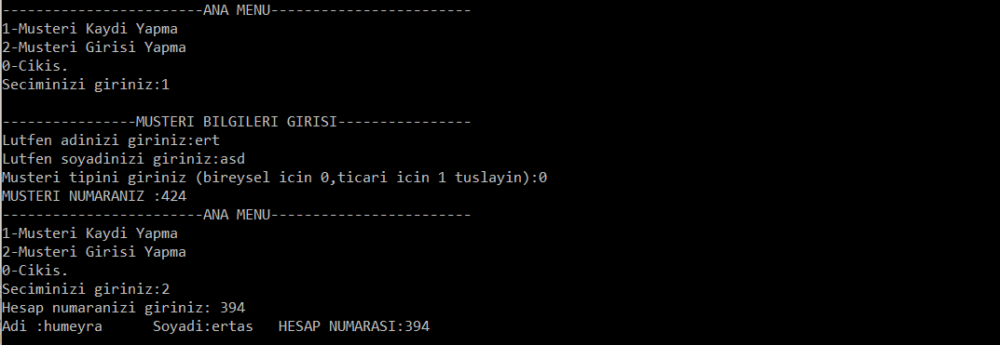 ------------------------ANA MENU------------------------
1-Musteri Kaydi Yapma
2-Musteri Girisi Yapma
0-Cikis.
Seciminizi giriniz:1

----------------MUSTERI BILGILERI GIRISI----------------
Lutfen adinizi giriniz:ert
Lutfen soyadinizi giriniz:asd
Musteri tipini giriniz (bireysel icin 0,ticari icin 1 tuslayin):0
MUSTERI NUMARANIZ :424
------------------------ANA MENU------------------------
1-Musteri Kaydi Yapma
2-Musteri Girisi Yapma
0-Cikis.
Seciminizi giriniz:2
Hesap numaranizi giriniz: 394
Adi :humeyra      Soyadi:ertas   HESAP NUMARASI:394